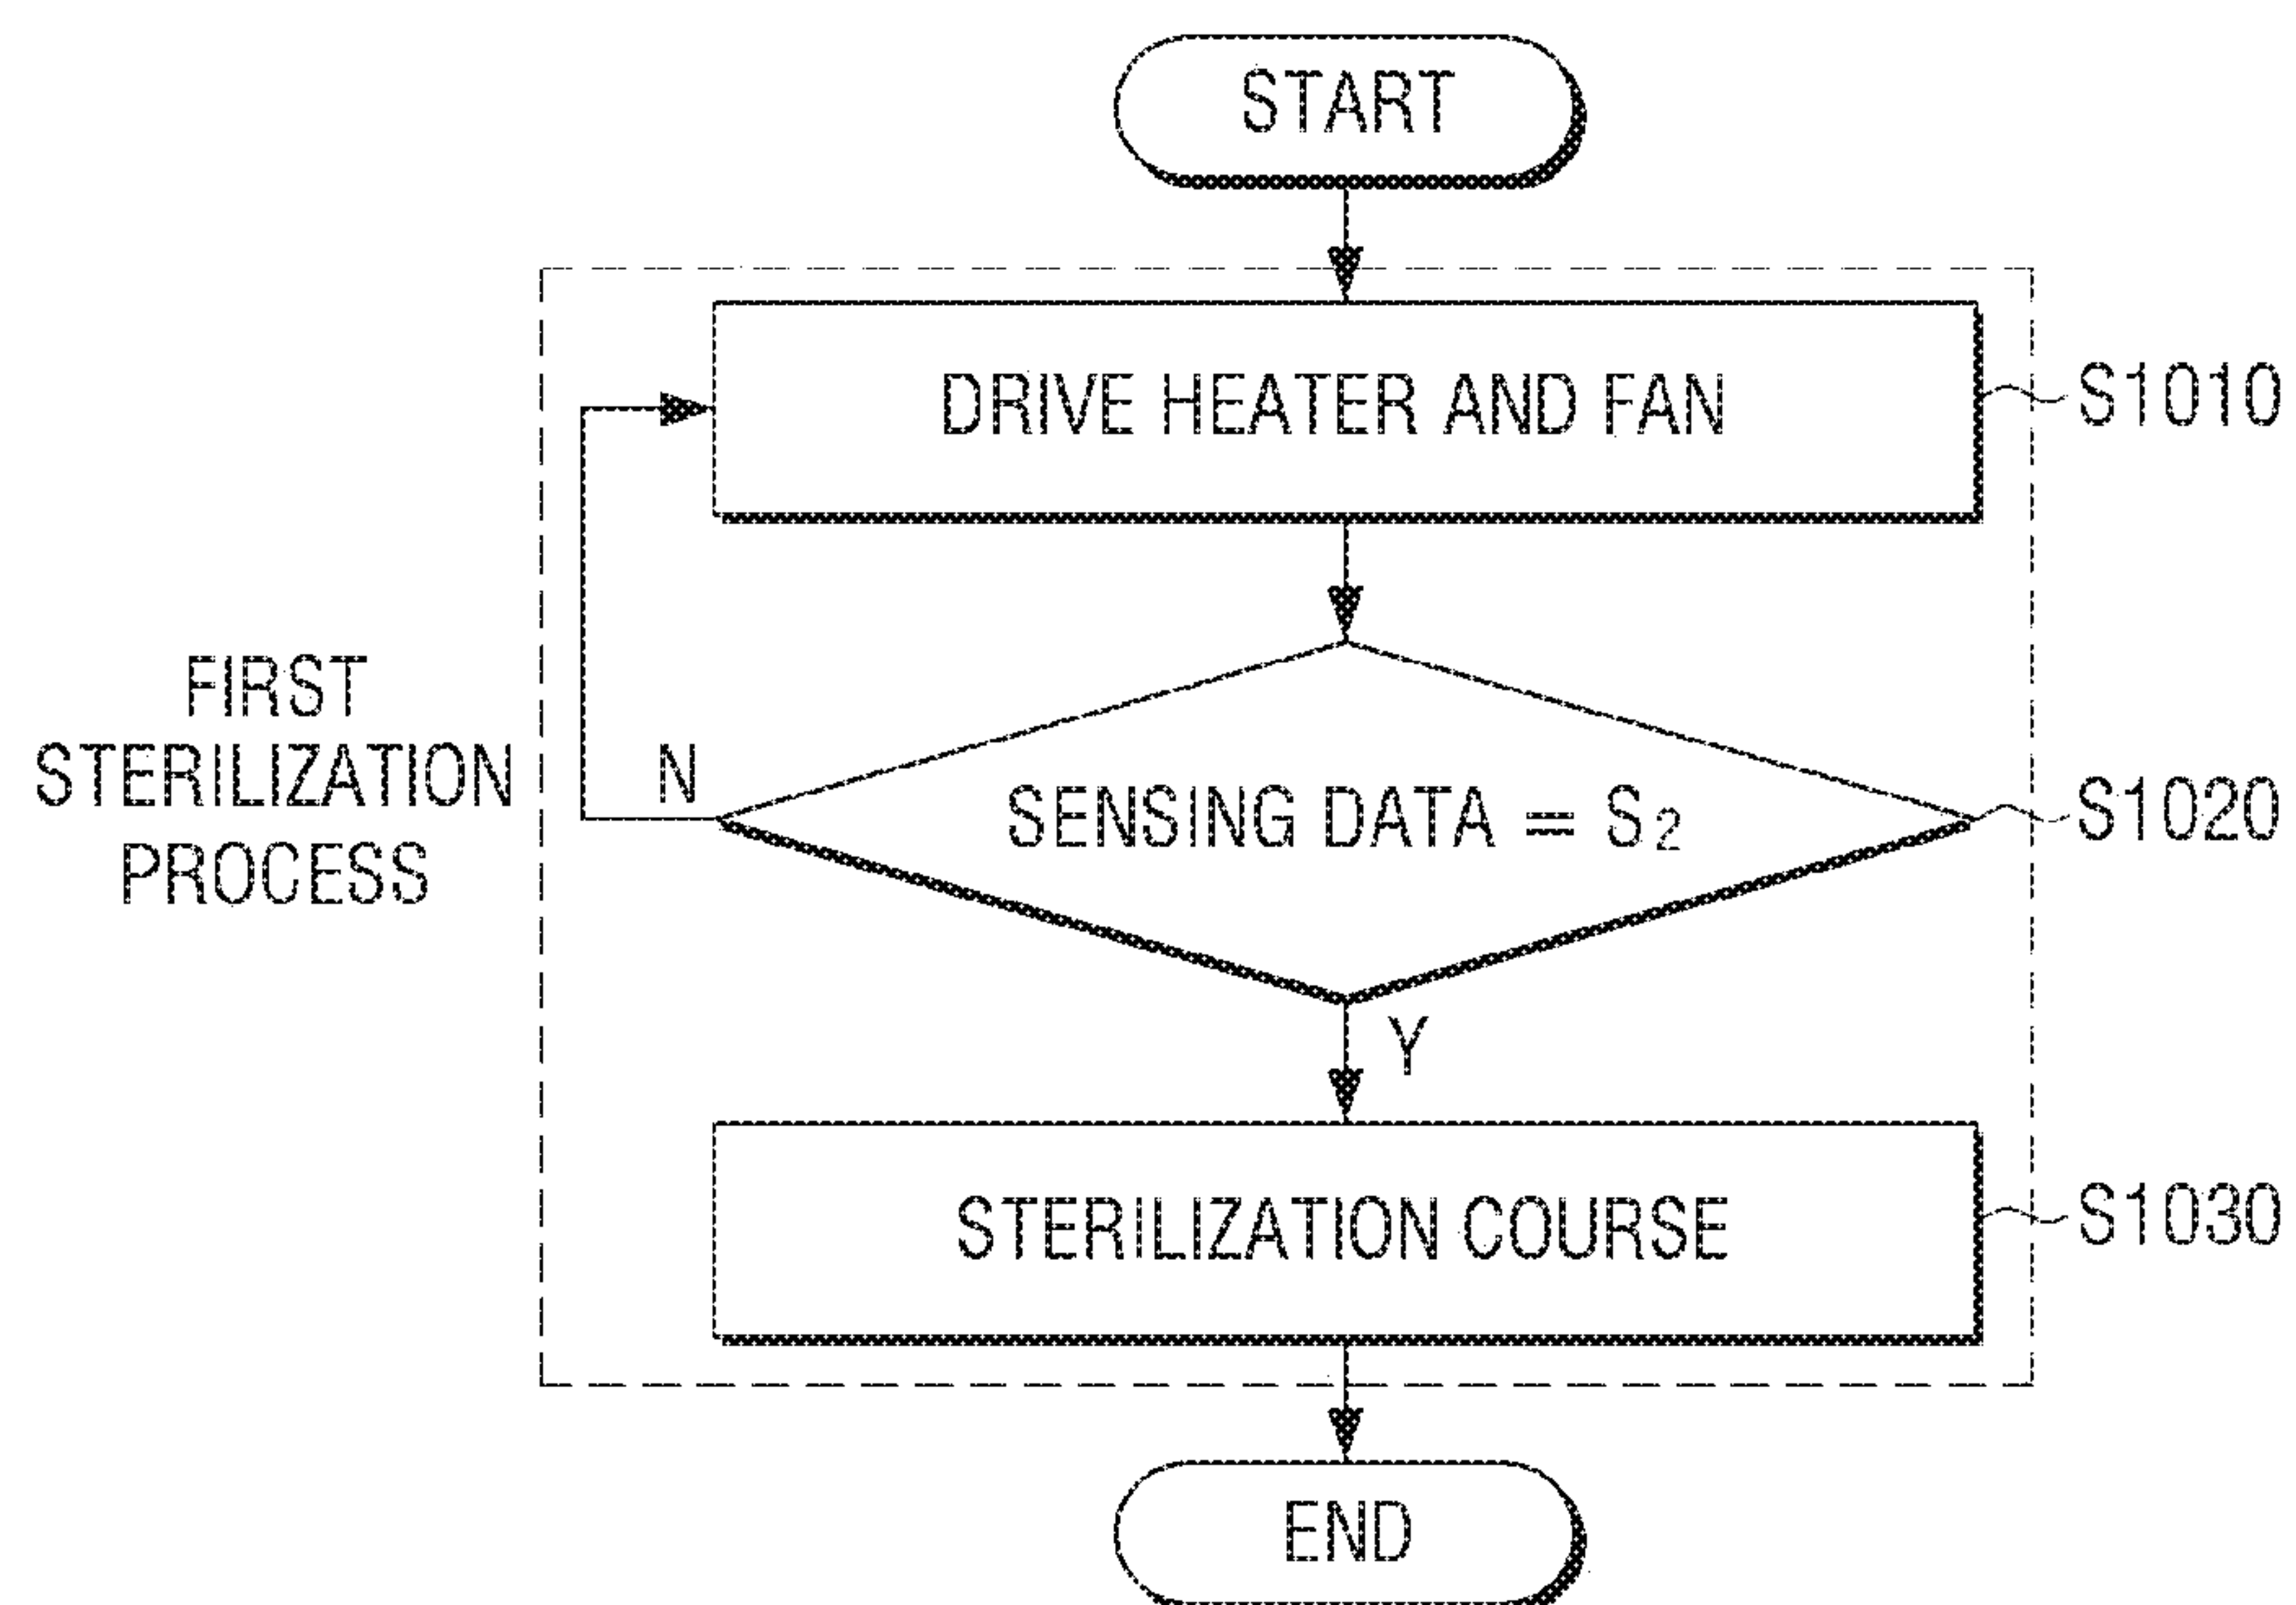 START
DRIVE HEATER AND FAN
S1010
FIRST
STERILIZATION
PROCESS
N
SENSING DATA = S₂
S1020
Y
STERILIZATION COURSE
S1030
END